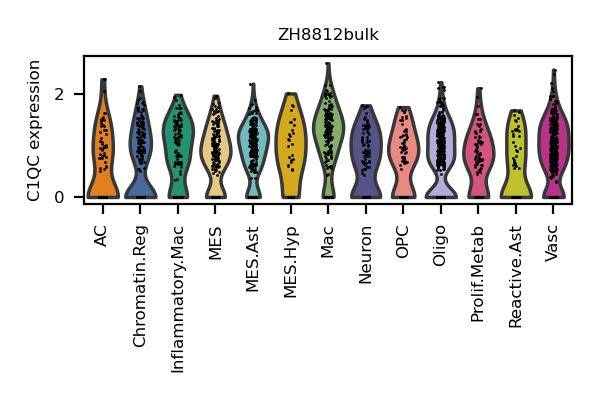 ZH8812bulk
C1QC expression
2
0
AC
Chromatin.Reg
Inflammatory.Mac
MES
MES.Ast
MES.Hyp
Mac
Neuron
OPC
Oligo
Prolif.Metab
Reactive.Ast
Vasc